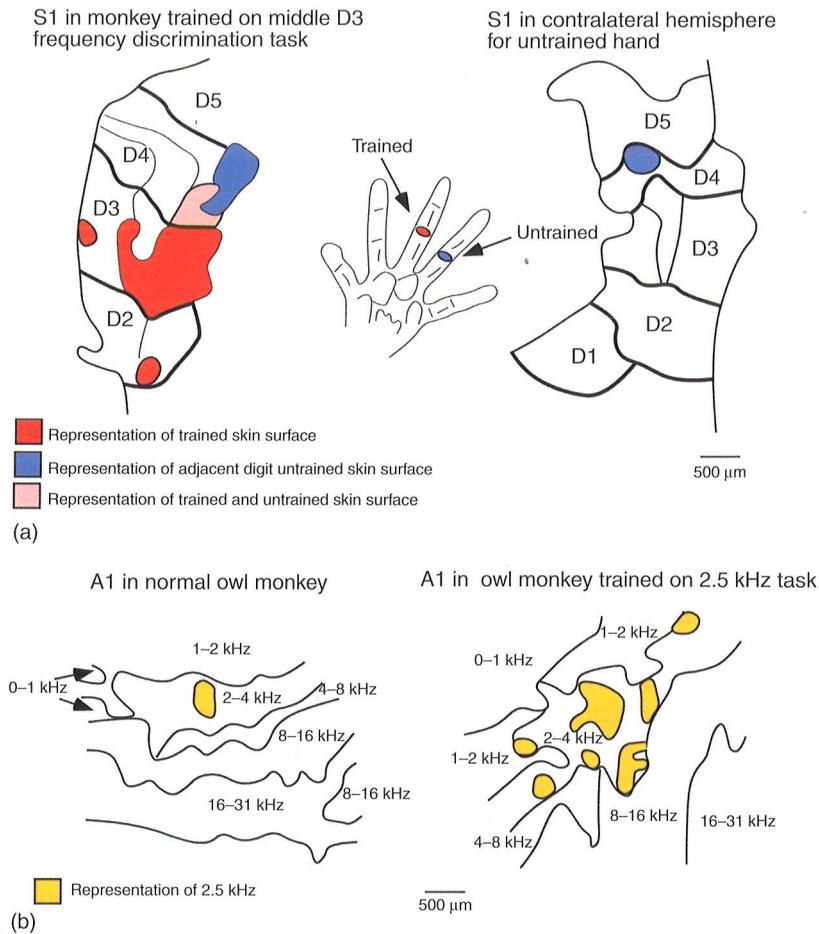 S1 in monkey trained on middle D3
frequency discrimination task
S1 in contralateral hemisphere
for untrained hand
D5
D4
D3
D2
Trained
Untrained
D5
D4
D3
D2
D1
500 μm
Representation of trained skin surface
Representation of adjacent digit untrained skin surface
Representation of trained and untrained skin surface
(a)
A1 in normal owl monkey
A1 in owl monkey trained on 2.5 kHz task
1–2 kHz
0–1 kHz
2–4 kHz
4–8 kHz
8–16 kHz
8–16 kHz
16–31 kHz
1–2 kHz
0–1 kHz
2–4 kHz
1–2 kHz
8–16 kHz
16–31 kHz
4–8 kHz
Representation of 2.5 kHz
500 μm
(b)